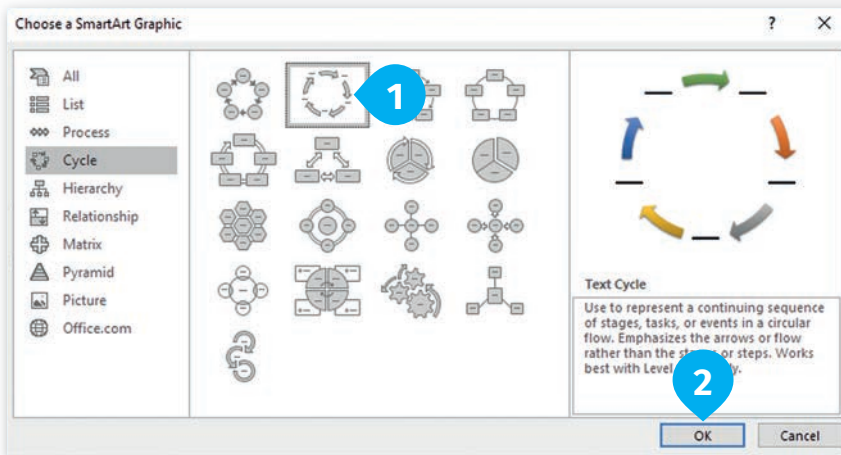 Choose a SmartArt Graphic
?
All
List
Process
Cycle
Hierarchy
Relationship
Matrix
Pyramid
Picture
Office.com
1
Text Cycle
Use to represent a continuing sequence
of stages, tasks, or events in a circular
flow. Emphasizes the arrows or flow
rather than the or steps. Works
best with Level
2
OK
Cancel